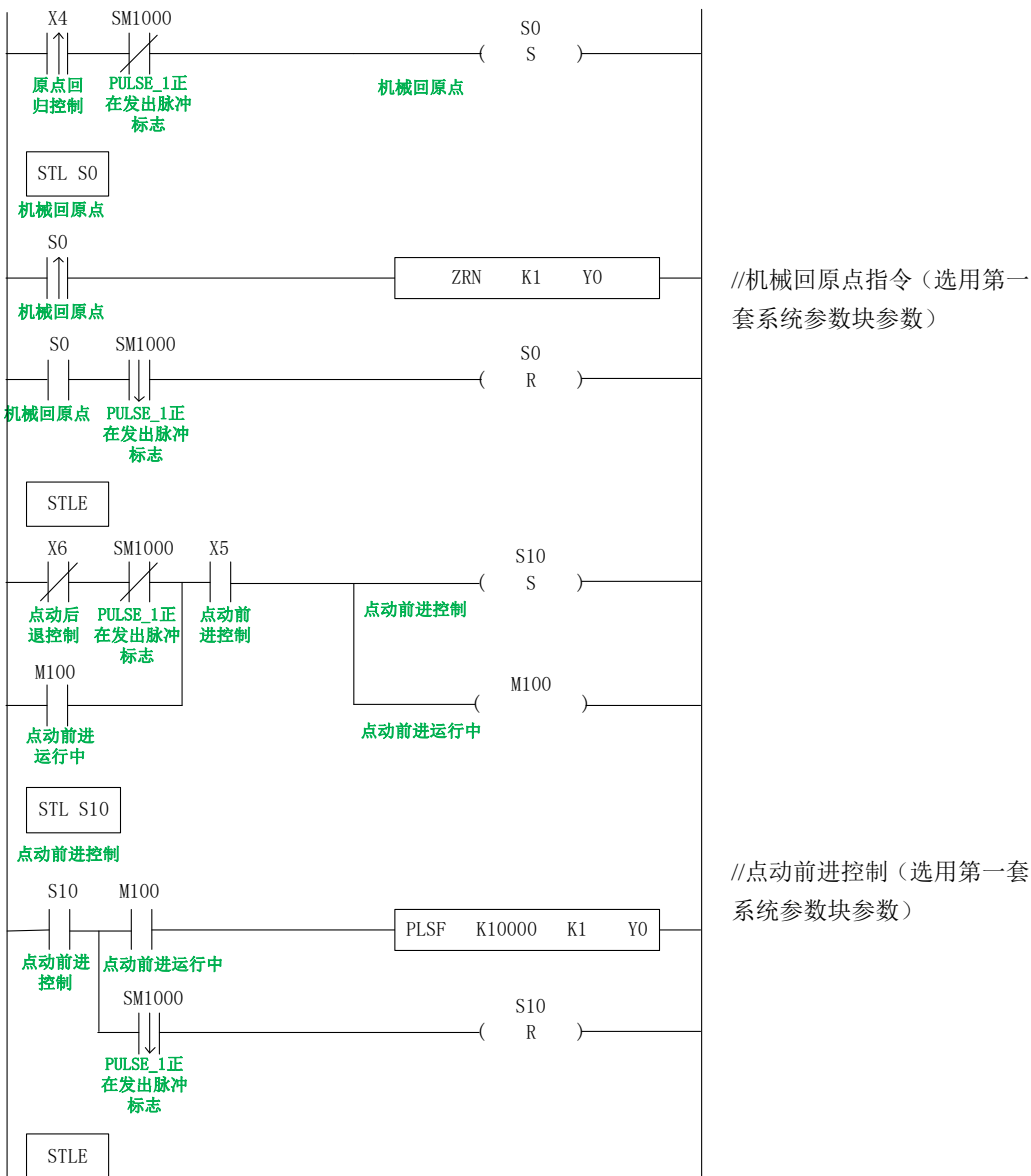 X4 SM1000 S0
( S )
原点回
归控制
PULSE_1正
在发出脉冲
标志
机械回原点
STL S0
机械回原点
S0
ZRN K1 Y0
机械回原点
//机械回原点指令（选用第一
套系统参数块参数）
S0 SM1000 S0
( R )
机械回原点
PULSE_1正
在发出脉冲
标志
STLE
X6 SM1000 X5 S10
( S )
点动后
退控制
PULSE_1正
在发出脉冲
标志
点动前
进控制
点动前进控制
M100 M100
( )
点动前进
运行中
点动前进运行中
STL S10
点动前进控制
//点动前进控制（选用第一套
系统参数块参数）
S10 M100
PLSF K10000 K1 Y0
点动前进
控制
点动前进运行中
SM1000 S10
( R )
PULSE_1正
在发出脉冲
标志
STLE